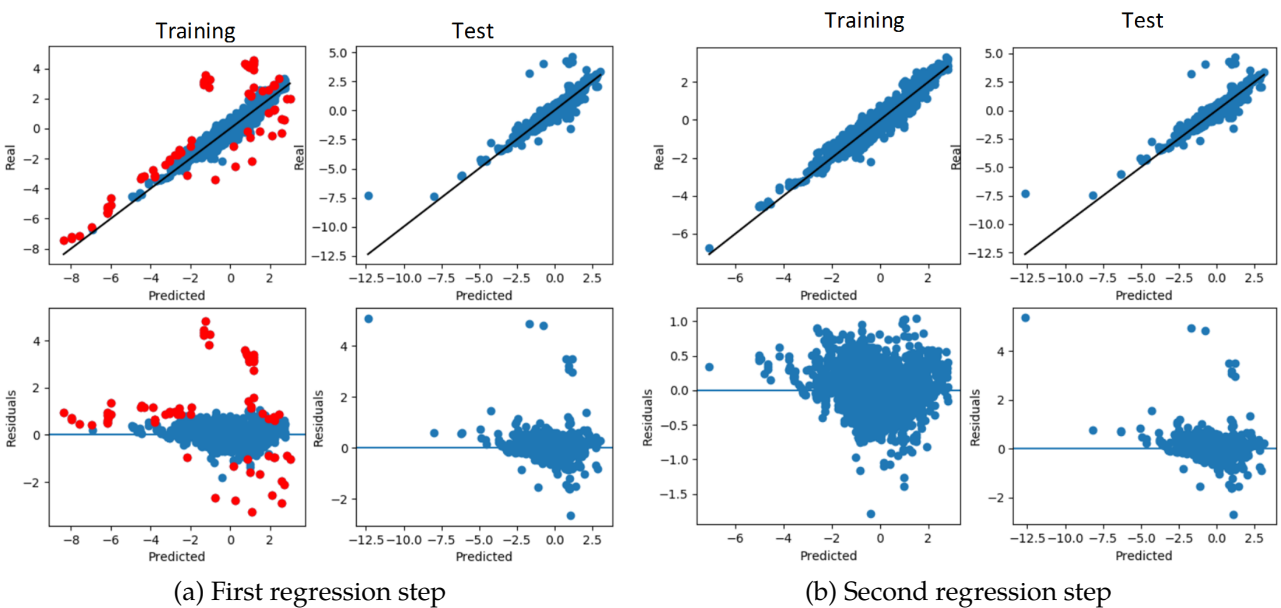 Training
Test
Training
Test
4
2
0
−2
−4
−6
−8
Real
−8 −6 −4 −2 0 2
Predicted
5.0
2.5
0.0
−2.5
−5.0
−7.5
−10.0
−12.5
Real
−12.5 −10.0 −7.5 −5.0 −2.5 0.0 2.5
Predicted
2
0
−2
−4
−6
Real
−6 −4 −2 0 2
Predicted
5.0
2.5
0.0
−2.5
−5.0
−7.5
−10.0
−12.5
Real
−12.5 −10.0 −7.5 −5.0 −2.5 0.0 2.5
Predicted
4
2
0
−2
Residuals
−8 −6 −4 −2 0 2
Predicted
4
2
0
−2
Residuals
−12.5 −10.0 −7.5 −5.0 −2.5 0.0 2.5
Predicted
1.0
0.5
0.0
−0.5
−1.0
−1.5
Residuals
−6 −4 −2 0 2
Predicted
4
2
0
−2
Residuals
−12.5 −10.0 −7.5 −5.0 −2.5 0.0 2.5
Predicted
(a) First regression step
(b) Second regression step